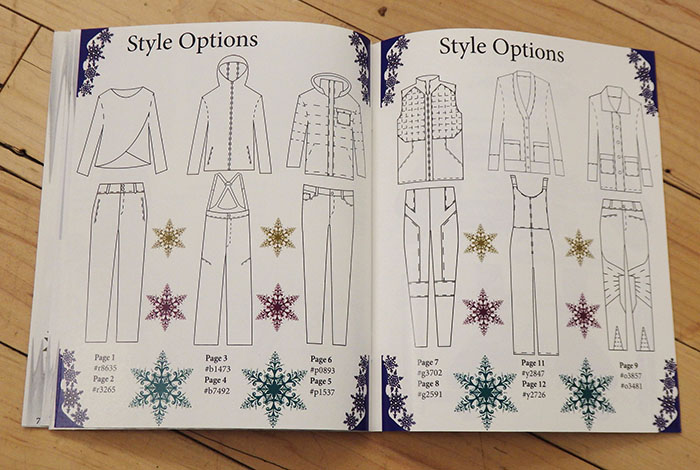 Style Options
Page 1
#r8635
Page 2
#r3265
Page 3
#b1473
Page 4
#b7492
Page 6
#p0893
Page 5
#p1537
7
Style Options
Page 7
#g3702
Page 8
#g2591
Page 11
#y2847
Page 12
#y2726
Page 9
#o3857
#o3481